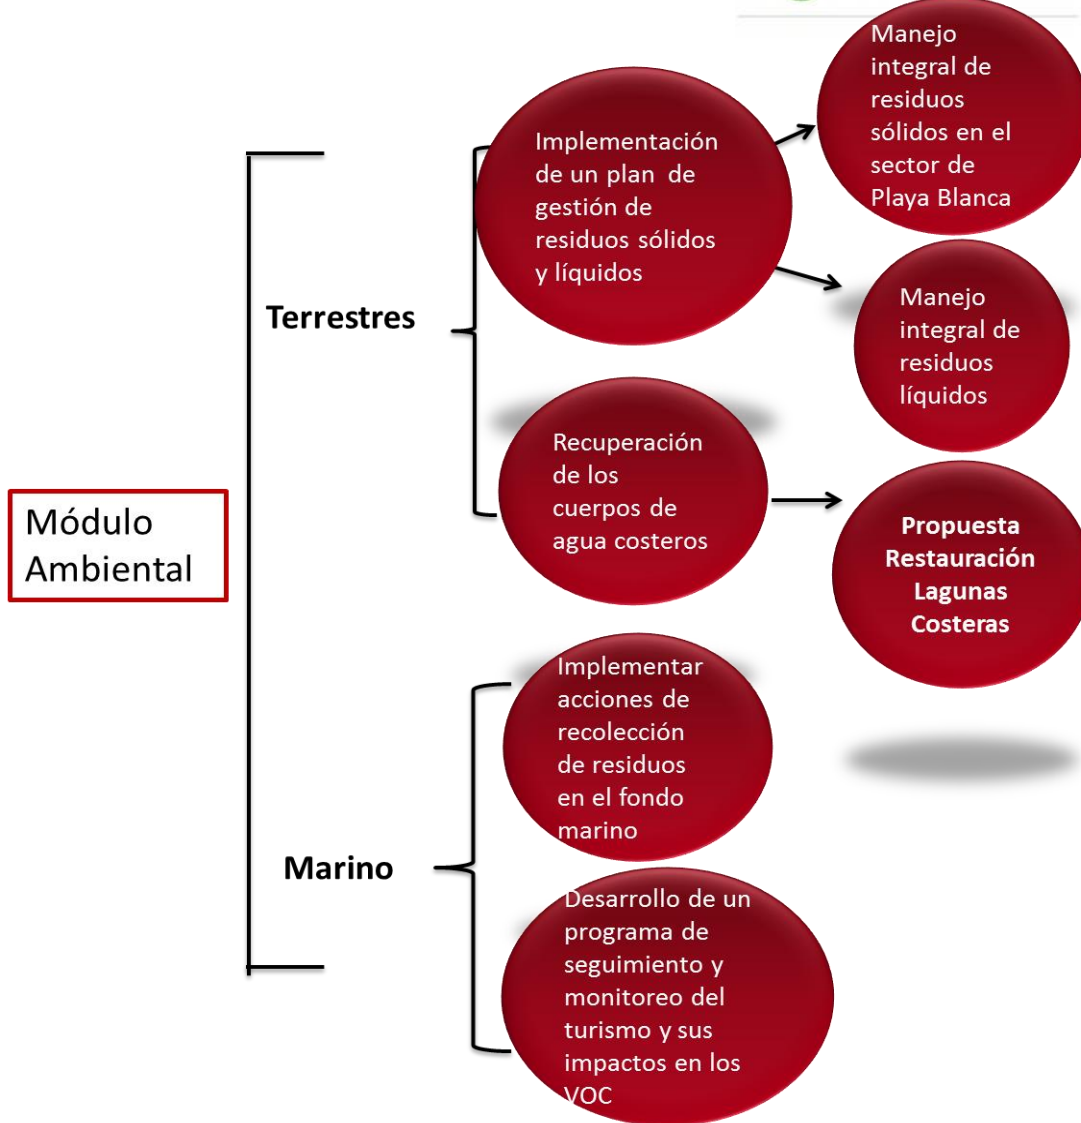 Módulo
Ambiental
Terrestres
Implementación
de un plan de
gestión de
residuos sólidos
y líquidos
Manejo
integral de
residuos
sólidos en el
sector de
Playa Blanca
Manejo
integral de
residuos
líquidos
Recuperación
de los
cuerpos de
agua costeros
Propuesta
Restauración
Lagunas
Costeras
Marino
Implementar
acciones de
recolección
de residuos
en el fondo
marino
Desarrollo de un
programa de
seguimiento y
monitoreo del
turismo y sus
impactos en los
VOC